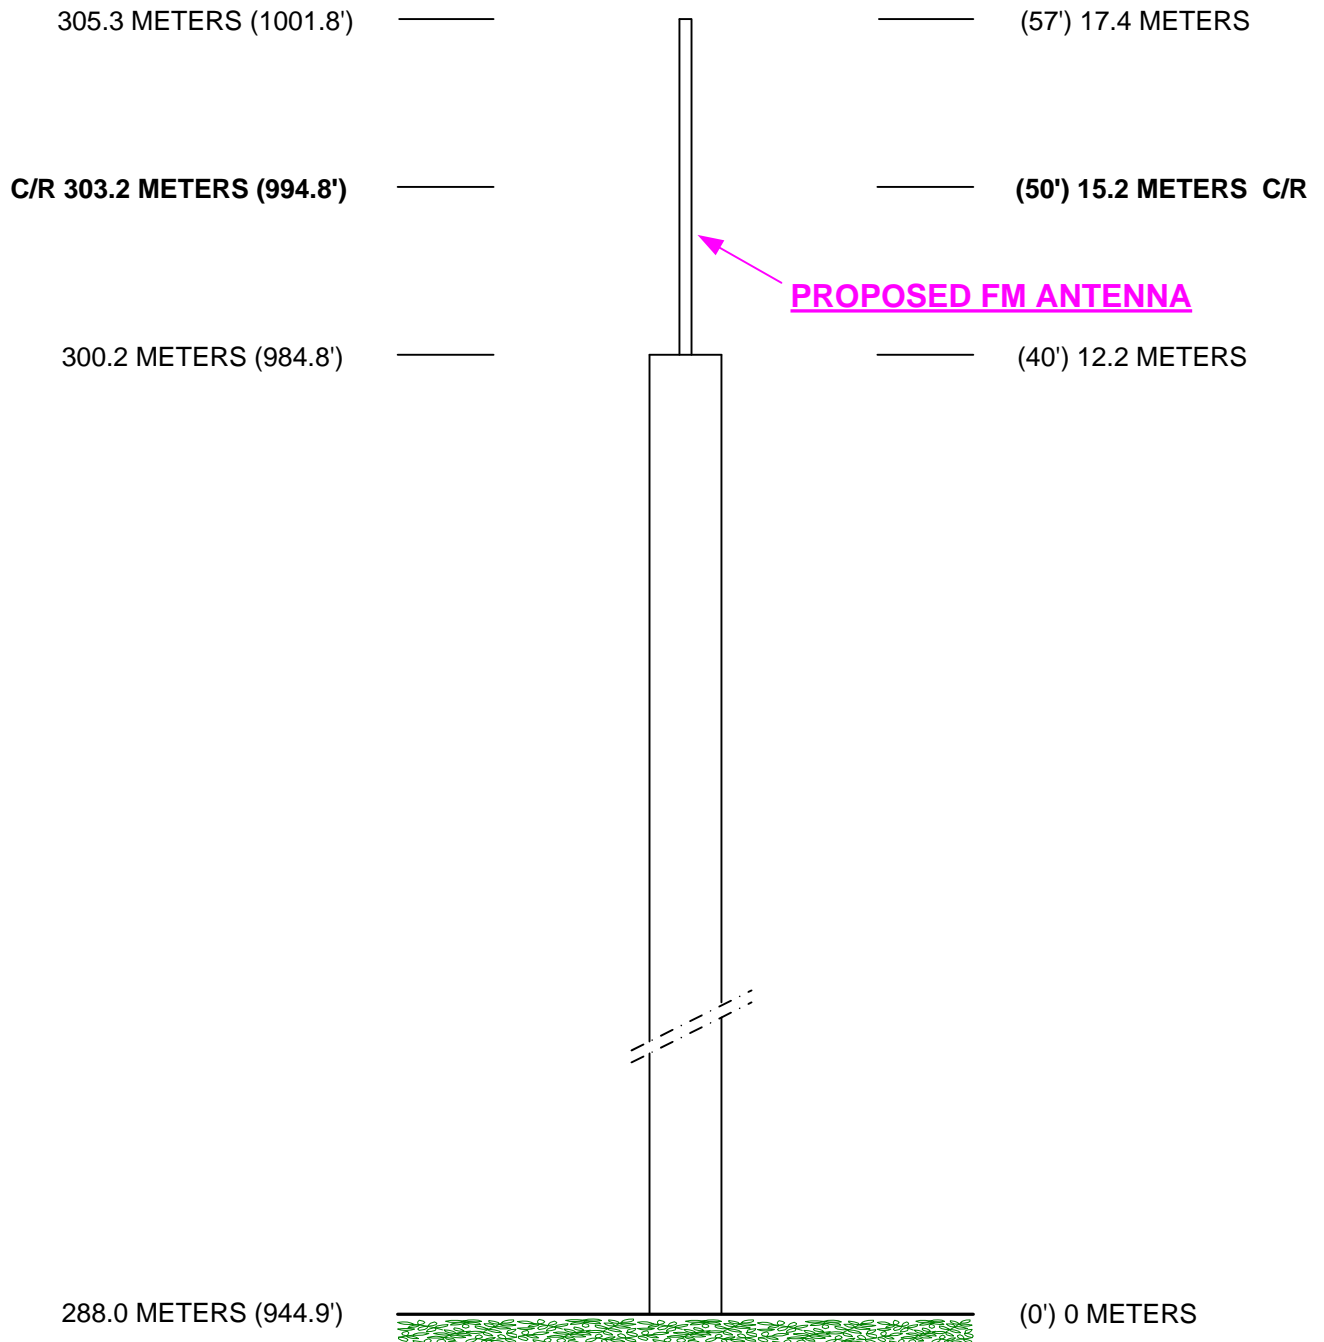 305.3 METERS (1001.8')
(57') 17.4 METERS
C/R 303.2 METERS (994.8')
(50') 15.2 METERS  C/R
PROPOSED FM ANTENNA
300.2 METERS (984.8')
(40') 12.2 METERS
288.0 METERS (944.9')
(0') 0 METERS